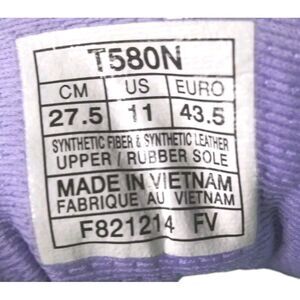 T580N
CM US EURO
27.5 11 43.5
SYNTHETIC FIBER & SYNTHETIC LEATHER
UPPER / RUBBER SOLE
MADE IN VIETNAM
FABRIQUE AU VIETNAM
F821214 FV